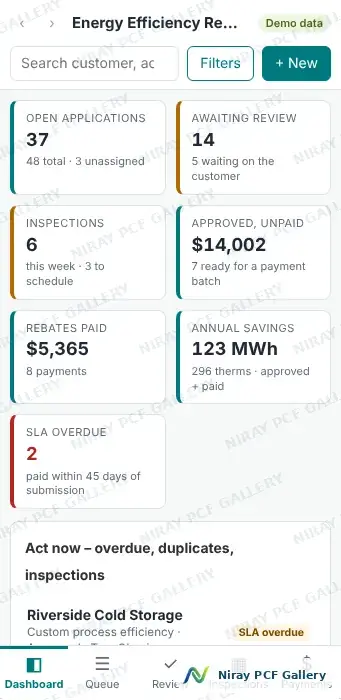 Energy Efficiency Re...
Demo data
Search customer, ac
Filters
+ New
OPEN APPLICATIONS
37
48 total · 3 unassigned
AWAITING REVIEW
14
5 waiting on the
customer
INSPECTIONS
6
this week · 3 to
schedule
APPROVED, UNPAID
$14,002
7 ready for a payment
batch
REBATES PAID
$5,365
8 payments
ANNUAL SAVINGS
123 MWh
296 therms · approved
+ paid
SLA OVERDUE
2
paid within 45 days of
submission
Act now – overdue, duplicates,
inspections
Riverside Cold Storage
Custom process efficiency ·
SLA overdue
Dashboard
Queue
Niray PCF Gallery
NIRAY PCF GALLERY